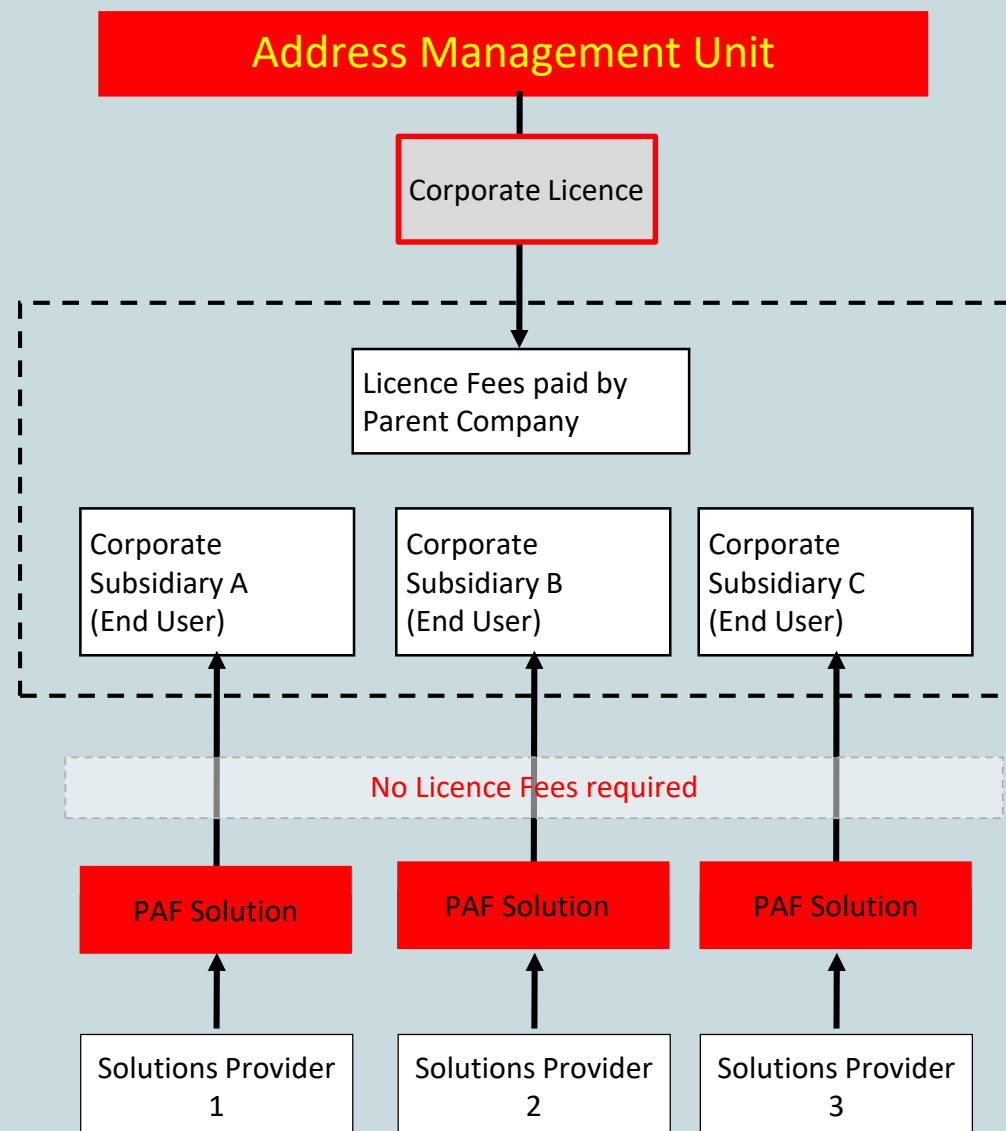 Address Management Unit
Corporate Licence
Licence Fees paid by
Parent Company
Corporate
Subsidiary A
(End User)
Corporate
Subsidiary B
(End User)
Corporate
Subsidiary C
(End User)
No Licence Fees required
PAF Solution
PAF Solution
PAF Solution
Solutions Provider
1
Solutions Provider
2
Solutions Provider
3